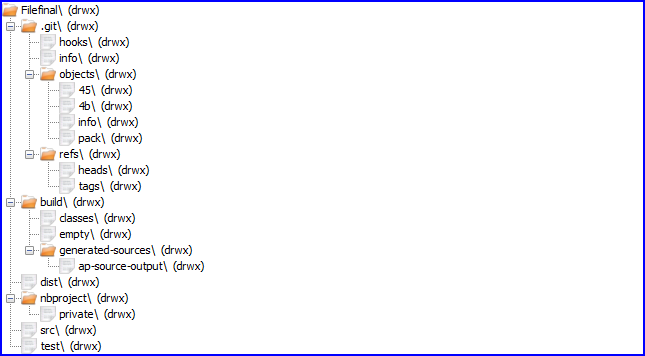 Filefinal\ (drwx)
.git\ (drwx)
hooks\ (drwx)
info\ (drwx)
objects\ (drwx)
45\ (drwx)
4b\ (drwx)
info\ (drwx)
pack\ (drwx)
refs\ (drwx)
heads\ (drwx)
tags\ (drwx)
build\ (drwx)
classes\ (drwx)
empty\ (drwx)
generated-sources\ (drwx)
ap-source-output\ (drwx)
dist\ (drwx)
nbproject\ (drwx)
private\ (drwx)
src\ (drwx)
test\ (drwx)